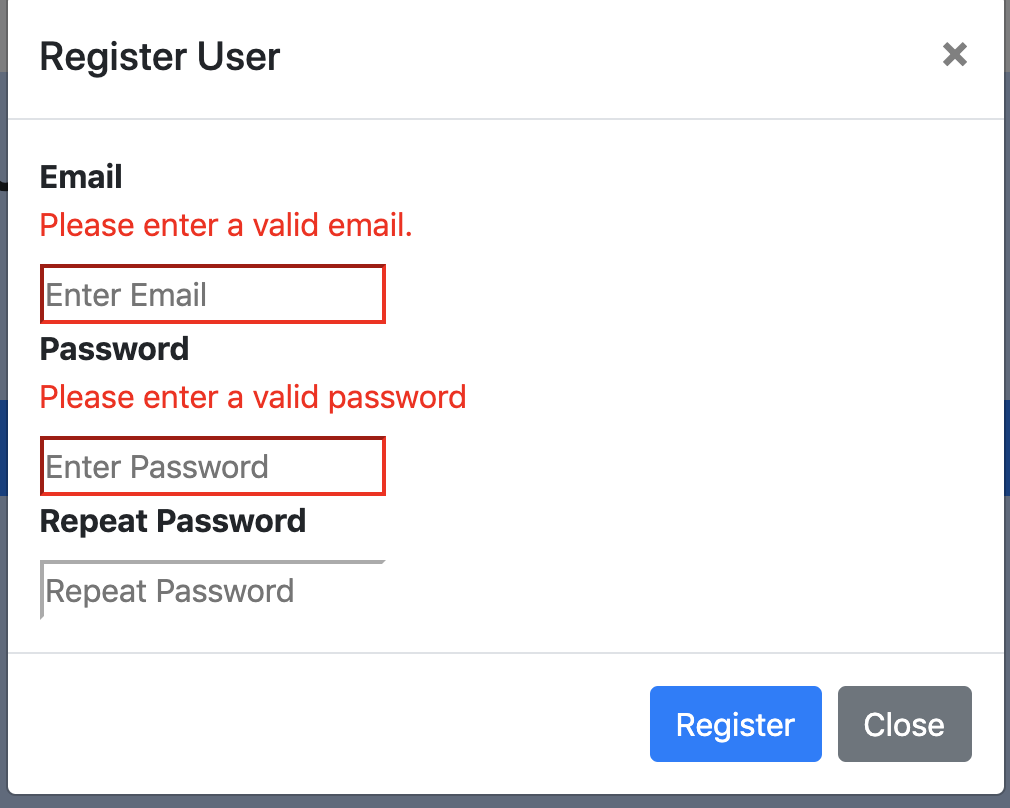 Register User ×
Email
Please enter a valid email.
Enter Email
Password
Please enter a valid password
Enter Password
Repeat Password
Repeat Password
Register Close